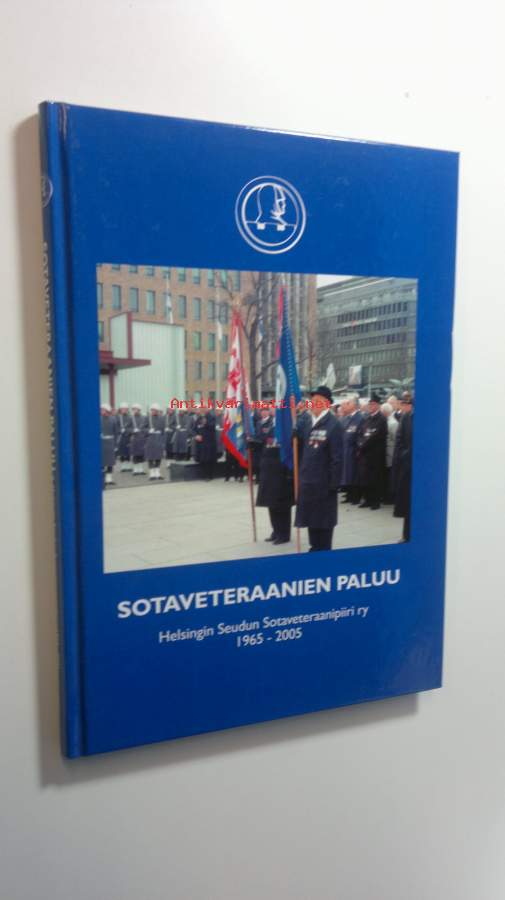 Antikvariaatti.net
SOTAVETERAANIEN PALUU
Helsingin Seudun Sotaveteraanipiiri ry
1965 - 2005